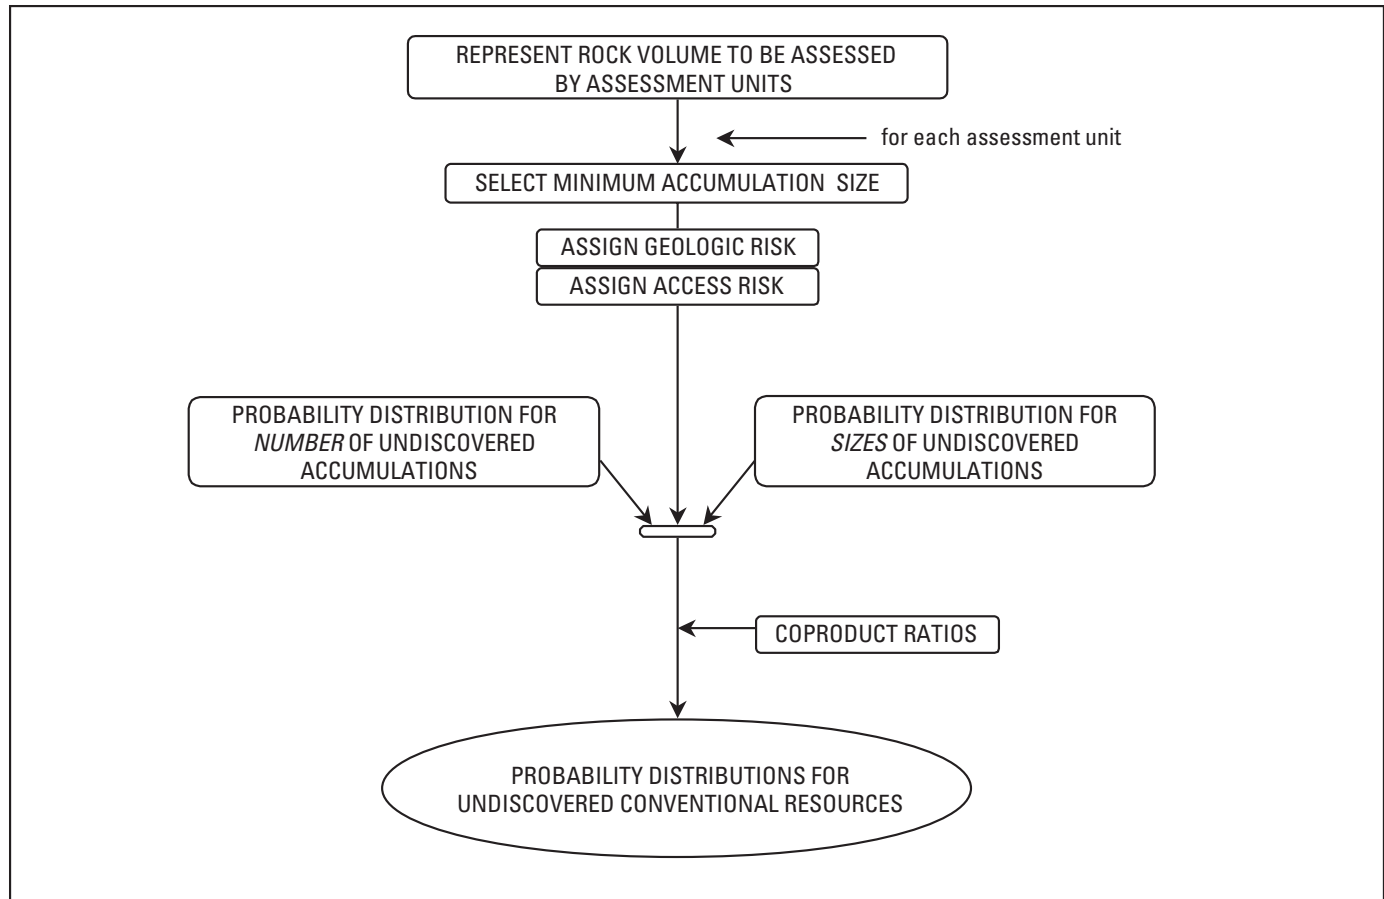 REPRESENT ROCK VOLUME TO BE ASSESSED
BY ASSESSMENT UNITS
for each assessment unit
SELECT MINIMUM ACCUMULATION SIZE
ASSIGN GEOLOGIC RISK
ASSIGN ACCESS RISK
PROBABILITY DISTRIBUTION FOR
NUMBER OF UNDISCOVERED
ACCUMULATIONS
PROBABILITY DISTRIBUTION FOR
SIZES OF UNDISCOVERED
ACCUMULATIONS
COPRODUCT RATIOS
PROBABILITY DISTRIBUTIONS FOR
UNDISCOVERED CONVENTIONAL RESOURCES